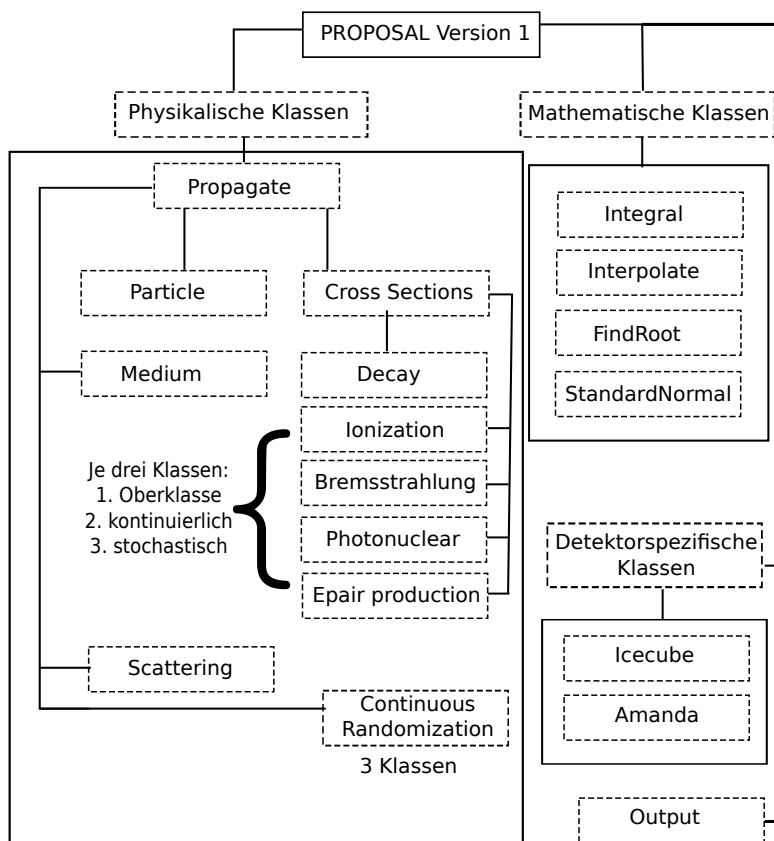 PROPOSAL Version 1
Physikalische Klassen
Mathematische Klassen
Propagate
Particle
Cross Sections
Medium
Decay
Ionization
Bremsstrahlung
Photonuclear
Epair production
Je drei Klassen:
1. Oberklasse
2. kontinuierlich
3. stochastisch
Scattering
Continuous
Randomization
3 Klassen
Integral
Interpolate
FindRoot
StandardNormal
Detektorspezifische
Klassen
Icecube
Amanda
Output